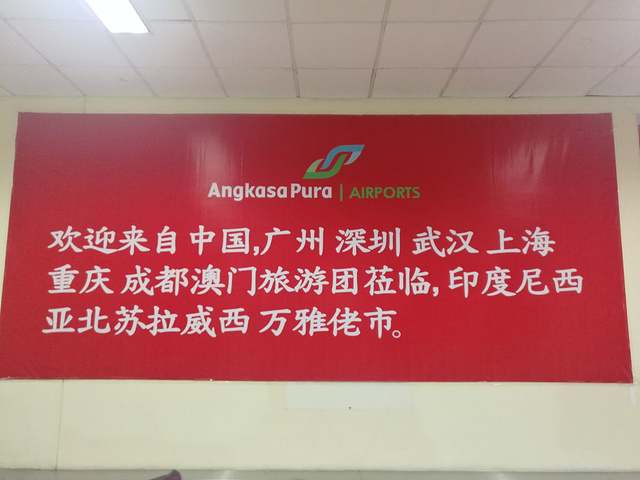 AngkasaPura | AIRPORTS
欢迎来自中国,广州 深圳 武汉 上海
重庆 成都澳门旅游团莅临,印度尼西
亚北苏拉威西 万雅佬市。